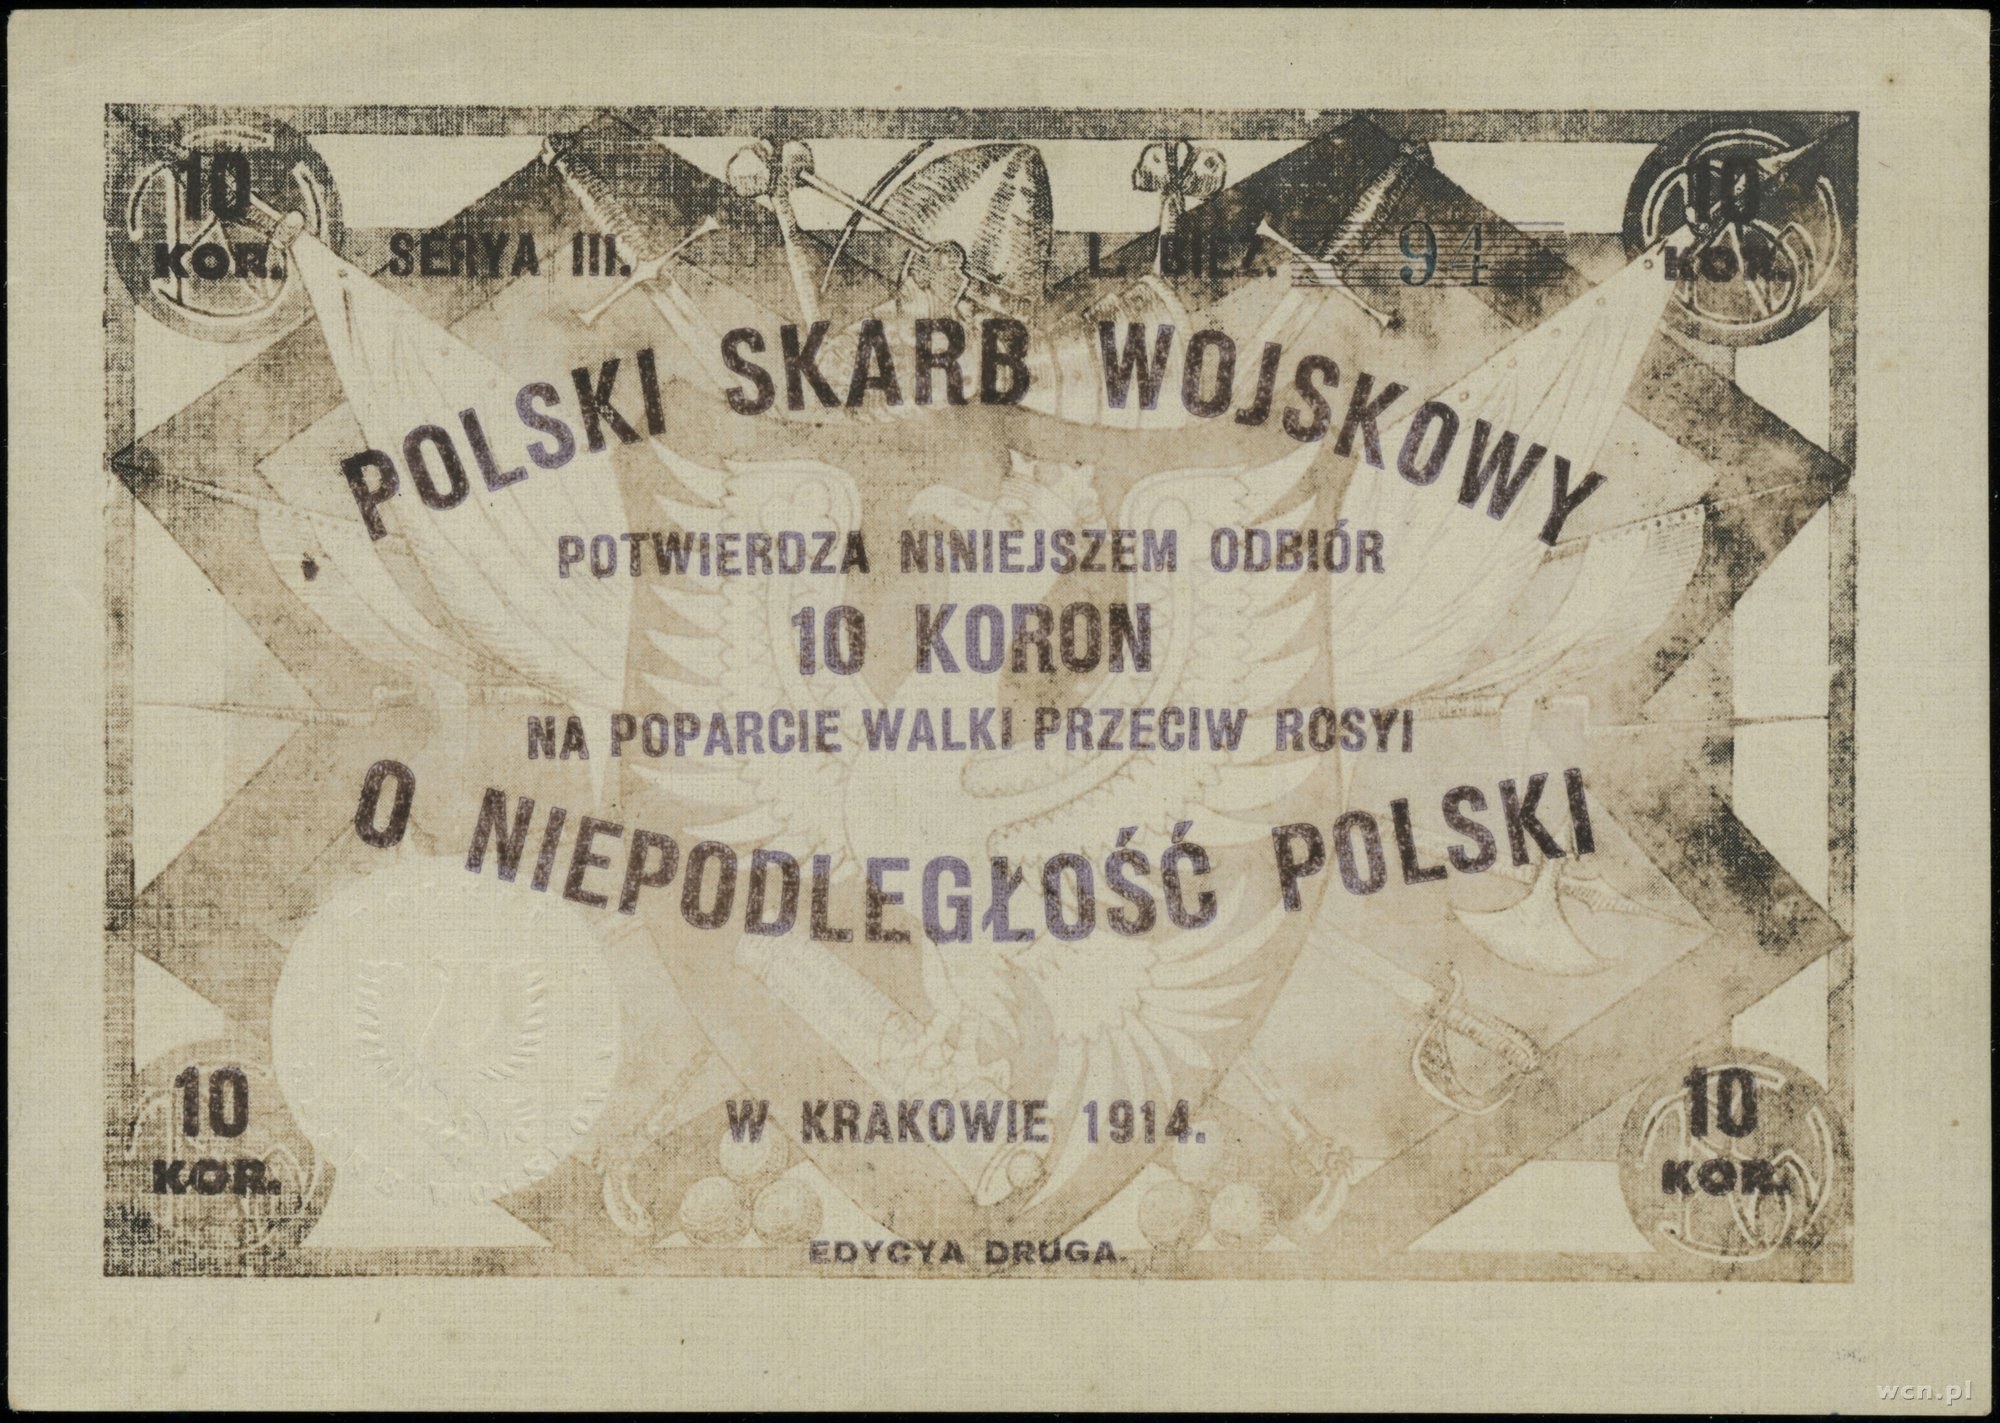 10 KOR.
10 KOR.
SERYA III. L. BIEŻ. 94
POLSKI SKARB WOJSKOWY
POTWIERDZA NINIEJSZEM ODBIÓR
10 KORON
NA POPARCIE WALKI PRZECIW ROSYI
O NIEPODLEGŁOŚĆ POLSKI
W KRAKOWIE 1914.
10 KOR.
10 KOR.
EDYCYA DRUGA.
wcn.pl